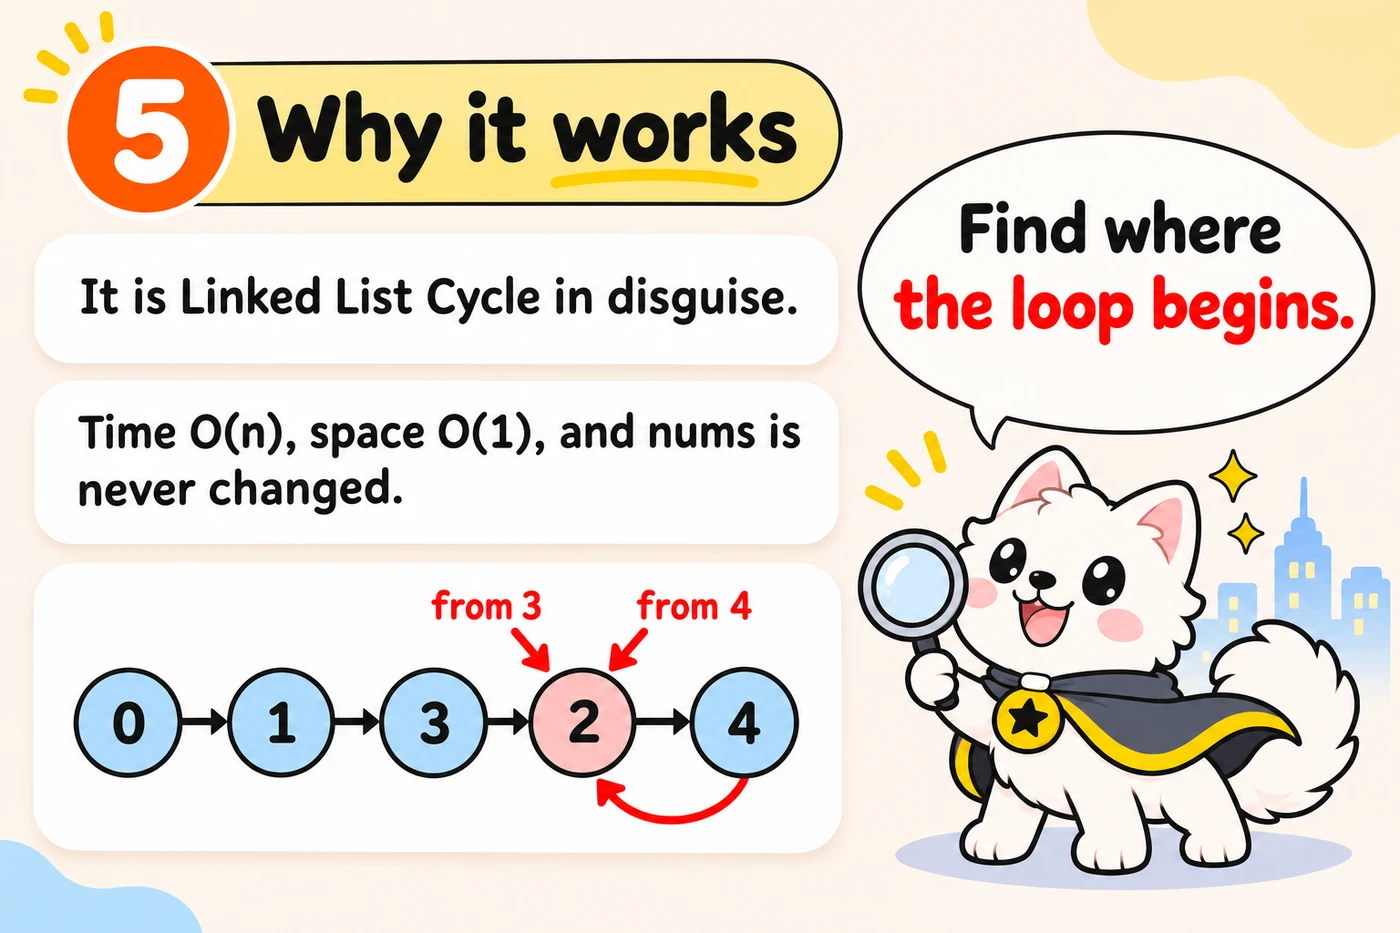 5
Why it works
It is Linked List Cycle in disguise.
Time O(n), space O(1), and nums is
never changed.
Find where
the loop begins.
from 3
from 4
0
1
3
2
4